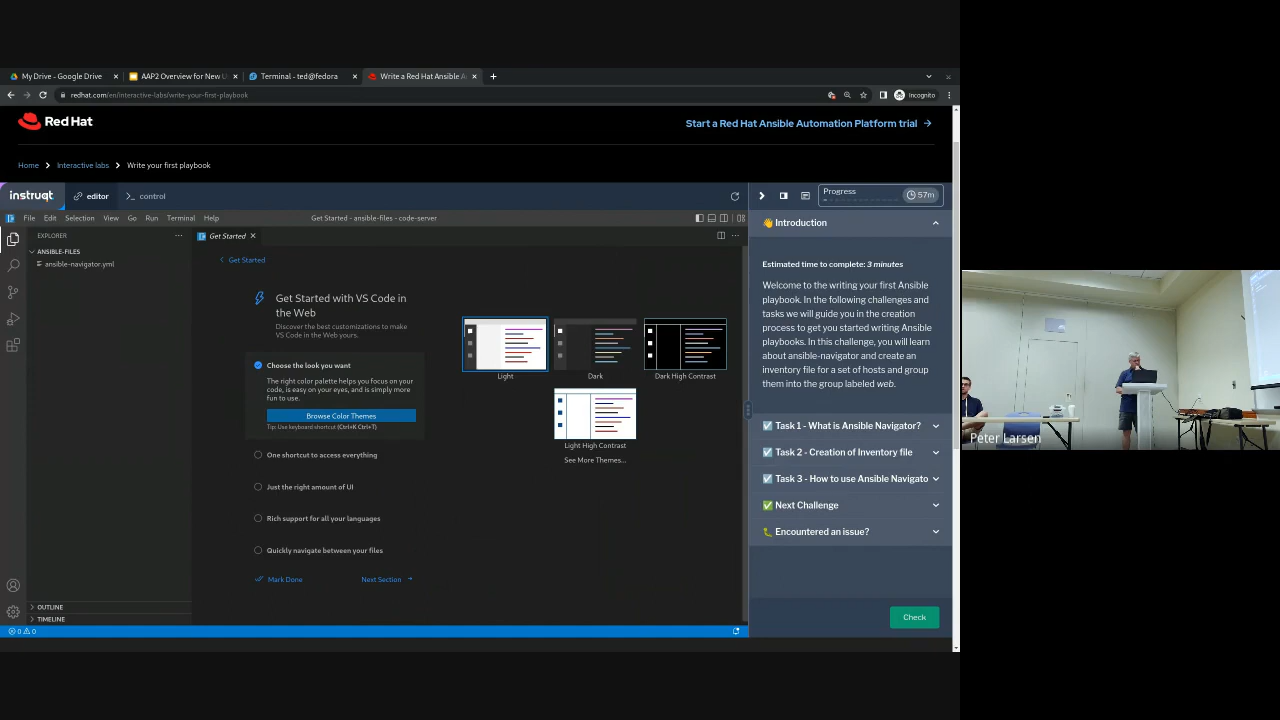 My Drive - Google Drive
AAP2 Overview for New U
Terminal - ted@fedora
Write a Red Hat Ansible A
redhat.com/en/interactive-labs/write-your-first-playbook
Incognito
Red Hat
Start a Red Hat Ansible Automation Platform trial
Home
Interactive labs
Write your first playbook
instruqt
editor
control
Progress
57m
File Edit Selection View Go Run Terminal Help
Get Started - ansible-files - code-server
EXPLORER
ANSIBLE-FILES
ansible-navigator.yml
OUTLINE
TIMELINE
0 0
Get Started
Get Started
Get Started with VS Code in
the Web
Discover the best customizations to make
VS Code in the Web yours.
Choose the look you want
The right color palette helps you focus on your
code, is easy on your eyes, and is simply more
fun to use.
Browse Color Themes
Tip: Use keyboard shortcut (Ctrl+K Ctrl+T)
One shortcut to access everything
Just the right amount of UI
Rich support for all your languages
Quickly navigate between your files
Mark Done
Next Section
Light
Dark
Dark High Contrast
Light High Contrast
See More Themes...
Introduction
Estimated time to complete: 3 minutes
Welcome to the writing your first Ansible
playbook. In the following challenges and
tasks we will guide you in the creation
process to get you started writing Ansible
playbooks. In this challenge, you will learn
about ansible-navigator and create an
inventory file for a set of hosts and group
them into the group labeled web.
Task 1 - What is Ansible Navigator?
Task 2 - Creation of Inventory file
Task 3 - How to use Ansible Navigato
Next Challenge
Encountered an issue?
Check
Peter Larsen